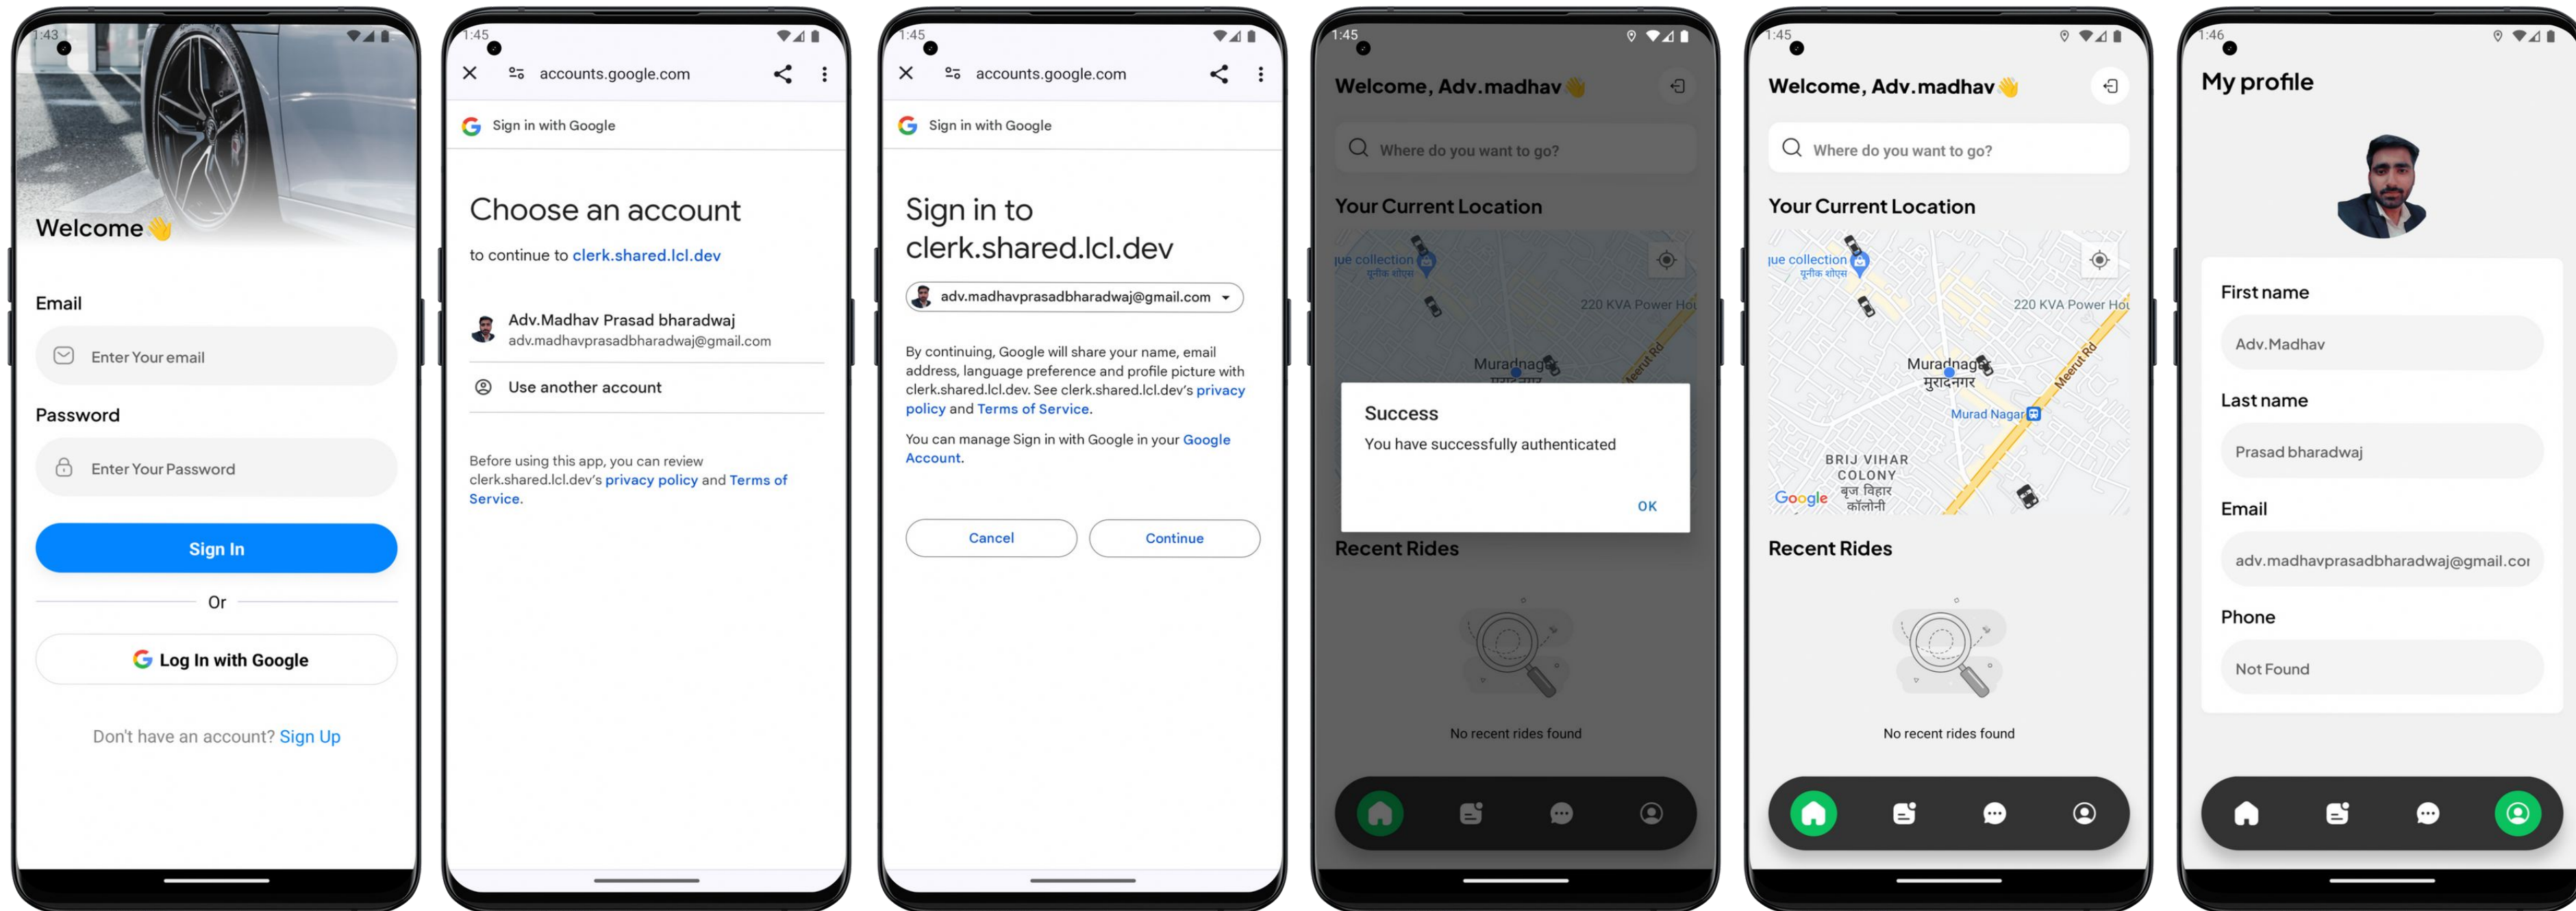 1:43
Welcome👋
Email
Enter Your email
Password
Enter Your Password
Sign In
Or
Log In with Google
Don't have an account? Sign Up
1:45
accounts.google.com
Sign in with Google
Choose an account
to continue to clerk.shared.lcl.dev
Adv.Madhav Prasad bharadwaj
adv.madhavprasadbharadwaj@gmail.com
Use another account
Before using this app, you can review
clerk.shared.lcl.dev's privacy policy and Terms of
Service.
1:45
accounts.google.com
Sign in with Google
Sign in to
clerk.shared.lcl.dev
adv.madhavprasadbharadwaj@gmail.com
By continuing, Google will share your name, email
address, language preference and profile picture with
clerk.shared.lcl.dev. See clerk.shared.lcl.dev's privacy
policy and Terms of Service.
You can manage Sign in with Google in your Google
Account.
Cancel
Continue
1:45
Welcome, Adv.madhav👋
Where do you want to go?
Your Current Location
ue collection
यूनीक शोएस
220 KVA Power Hou
Muradnagar
Meerut Rd
Success
You have successfully authenticated
OK
Recent Rides
No recent rides found
1:45
Welcome, Adv.madhav👋
Where do you want to go?
Your Current Location
ue collection
यूनीक शोएस
220 KVA Power Hou
Muradnagar
मुरादनगर
Meerut Rd
Murad Nagar
BRIJ VIHAR
COLONY
बृज विहार
कॉलोनी
Google
Recent Rides
No recent rides found
1:46
My profile
First name
Adv.Madhav
Last name
Prasad bharadwaj
Email
adv.madhavprasadbharadwaj@gmail.cor
Phone
Not Found